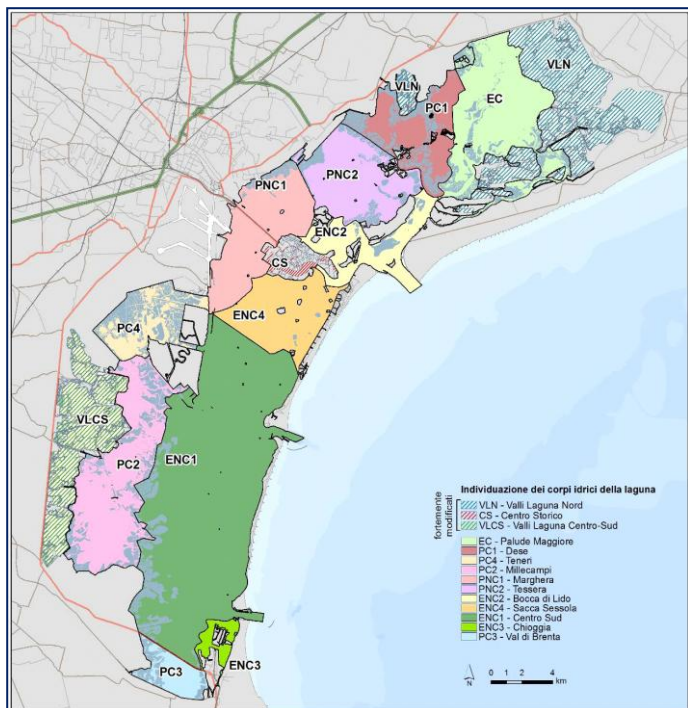 VLN
VLN
PC1
EC
PNC2
PNC1
ENC2
CS
ENC4
PC4
VLCS
ENC1
PC2
Individuazione dei corpi idrici della laguna
fortemente
modificati
VLN - Valli Laguna Nord
CS - Centro Storico
VLCS - Valli Laguna Centro-Sud
EC - Palude Maggiore
PC1 - Dese
PC4 - Teneri
PC2 - Millecampi
PNC1 - Marghera
PNC2 - Tessera
ENC2 - Bocca di Lido
ENC4 - Sacca Sessola
ENC1 - Centro Sud
ENC3 - Chioggia
PC3 - Val di Brenta
PC3
ENC3
N
0 1 2 4
km